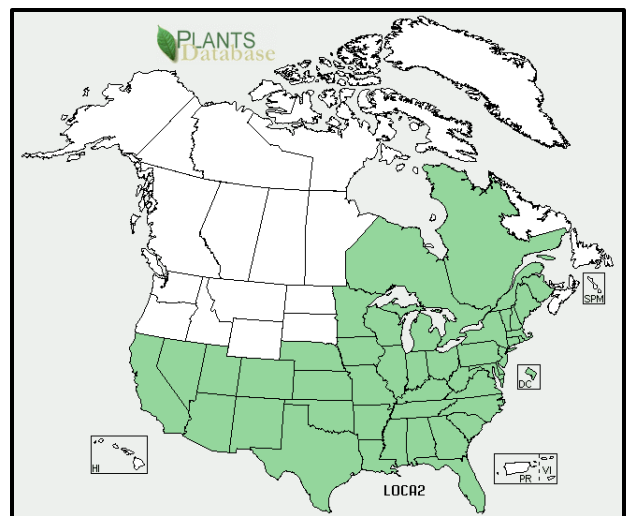 PLANTS
Database
SPM
DC
HI
PR
VI
LOCA2